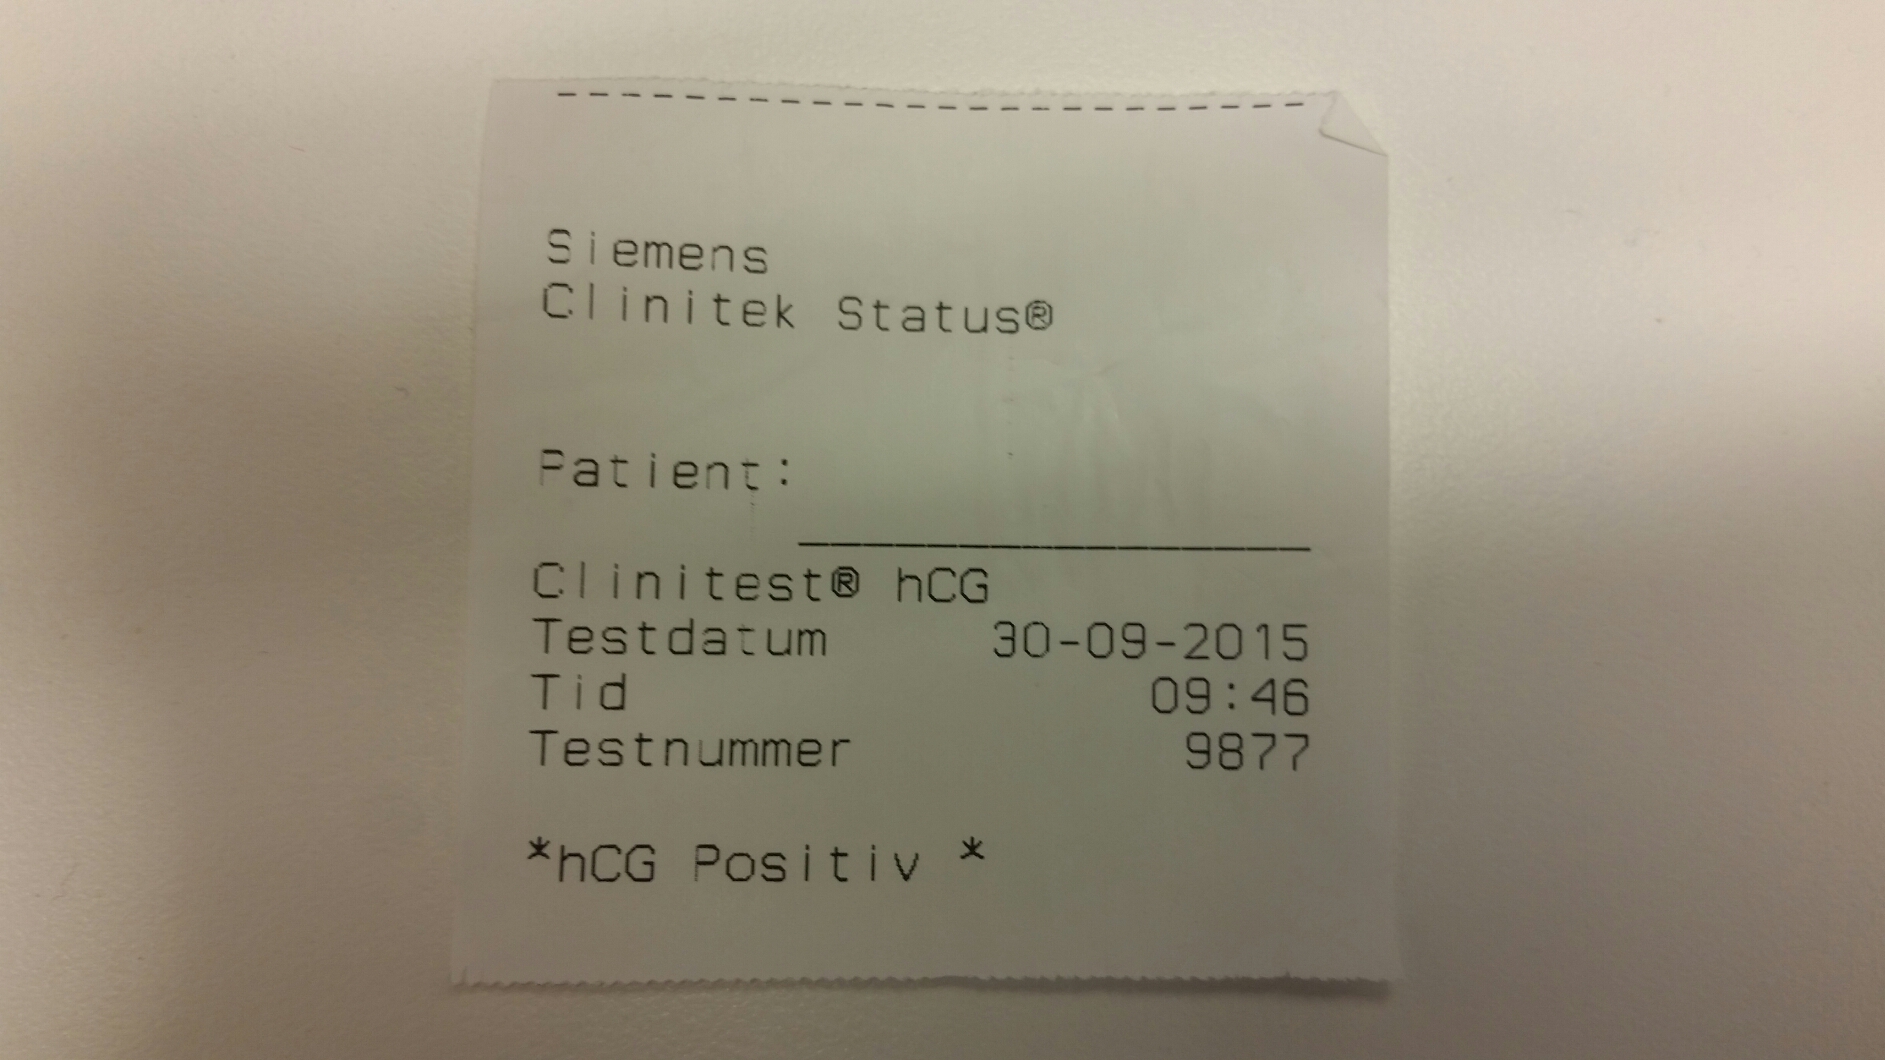 Siemens
Clinitek Status®
Patient:
Clinitest® hCG
Testdatum 30-09-2015
Tid 09:46
Testnummer 9877
*hCG Positiv *